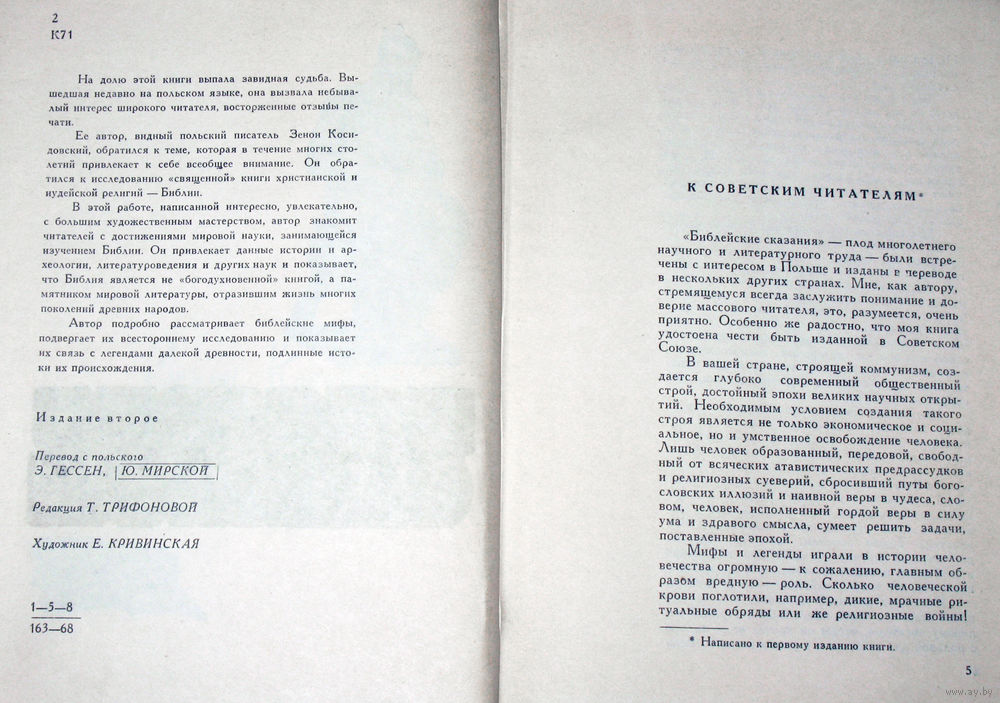 2
К71
На долю этой книги выпала завидная судьба. Вы-
шедшая недавно на польском языке, она вызвала небыва-
лый интерес широкого читателя, восторженные отзывы пе-
чати.
Ее автор, видный польский писатель Зенон Коси-
довский, обратился к теме, которая в течение многих сто-
летий привлекает к себе всеобщее внимание. Он обра-
тился к исследованию «священной» книги христианской и
иудейской религий — Библии.
В этой работе, написанной интересно, увлекательно,
с большим художественным мастерством, автор знакомит
читателей с достижениями мировой науки, занимающейся
изучением Библии. Он привлекает данные истории и ар-
хеологии, литературоведения и других наук и показывает,
что Библия является не «богодухновенной» книгой, а па-
мятником мировой литературы, отразившим жизнь многих
поколений древних народов.
Автор подробно рассматривает библейские мифы,
подвергает их всестороннему исследованию и показывает
их связь с легендами далекой древности, подлинные исто-
ки их происхождения.
Издание второе
Перевод с польского
Э. ГЕССЕН, Ю. МИРСКОЙ
Редакция Т. ТРИФОНОВОЙ
Художник Е. КРИВИНСКАЯ
1—5—8
163—68
К СОВЕТСКИМ ЧИТАТЕЛЯМ*
«Библейские сказания» — плод многолетнего
научного и литературного труда — были встре-
чены с интересом в Польше и изданы в переводе
в нескольких других странах. Мне, как автору,
стремящемуся всегда заслужить понимание и до-
верие массового читателя, это, разумеется, очень
приятно. Особенно же радостно, что моя книга
удостоена чести быть изданной в Советском
Союзе.
В вашей стране, строящей коммунизм, соз-
дается глубоко современный общественный
строй, достойный эпохи великих научных откры-
тий. Необходимым условием создания такого
строя является не только экономическое и соци-
альное, но и умственное освобождение человека.
Лишь человек образованный, передовой, свобод-
ный от всяческих атавистических предрассудков
и религиозных суеверий, сбросивший путы бого-
словских иллюзий и наивной веры в чудеса, сло-
вом, человек, исполненный гордой веры в силу
ума и здравого смысла, сумеет решить задачи,
поставленные эпохой.
Мифы и легенды играли в истории чело-
вечества огромную — к сожалению, главным об-
разом вредную — роль. Сколько человеческой
крови поглотили, например, дикие, мрачные ри-
туальные обряды или же религиозные войны!
* Написано к первому изданию книги.
5
www.ay.by